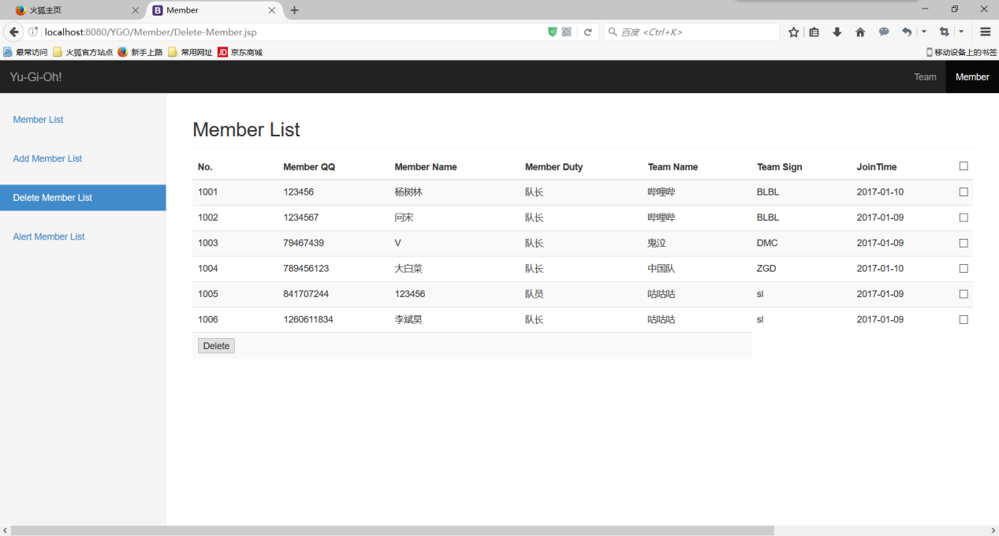 火狐主页 Member
localhost:8080/YGO/Member/Delete-Member.jsp 百度 <Ctrl+K>
最常访问 火狐官方站点 新手上路 常用网址 JD 京东商城 移动设备上的书签
Yu-Gi-Oh! Team Member
Member List
Add Member List
Delete Member List
Alert Member List
Member List
No. Member QQ Member Name Member Duty Team Name Team Sign JoinTime
1001 123456 杨树林 队长 哔哩哔 BLBL 2017-01-10
1002 1234567 问宋 队长 哔哩哔 BLBL 2017-01-09
1003 79467439 V 队长 鬼泣 DMC 2017-01-09
1004 789456123 大白菜 队长 中国队 ZGD 2017-01-10
1005 841707244 123456 队员 咕咕咕 sl 2017-01-09
1006 1260611834 李斌昊 队长 咕咕咕 sl 2017-01-09
Delete